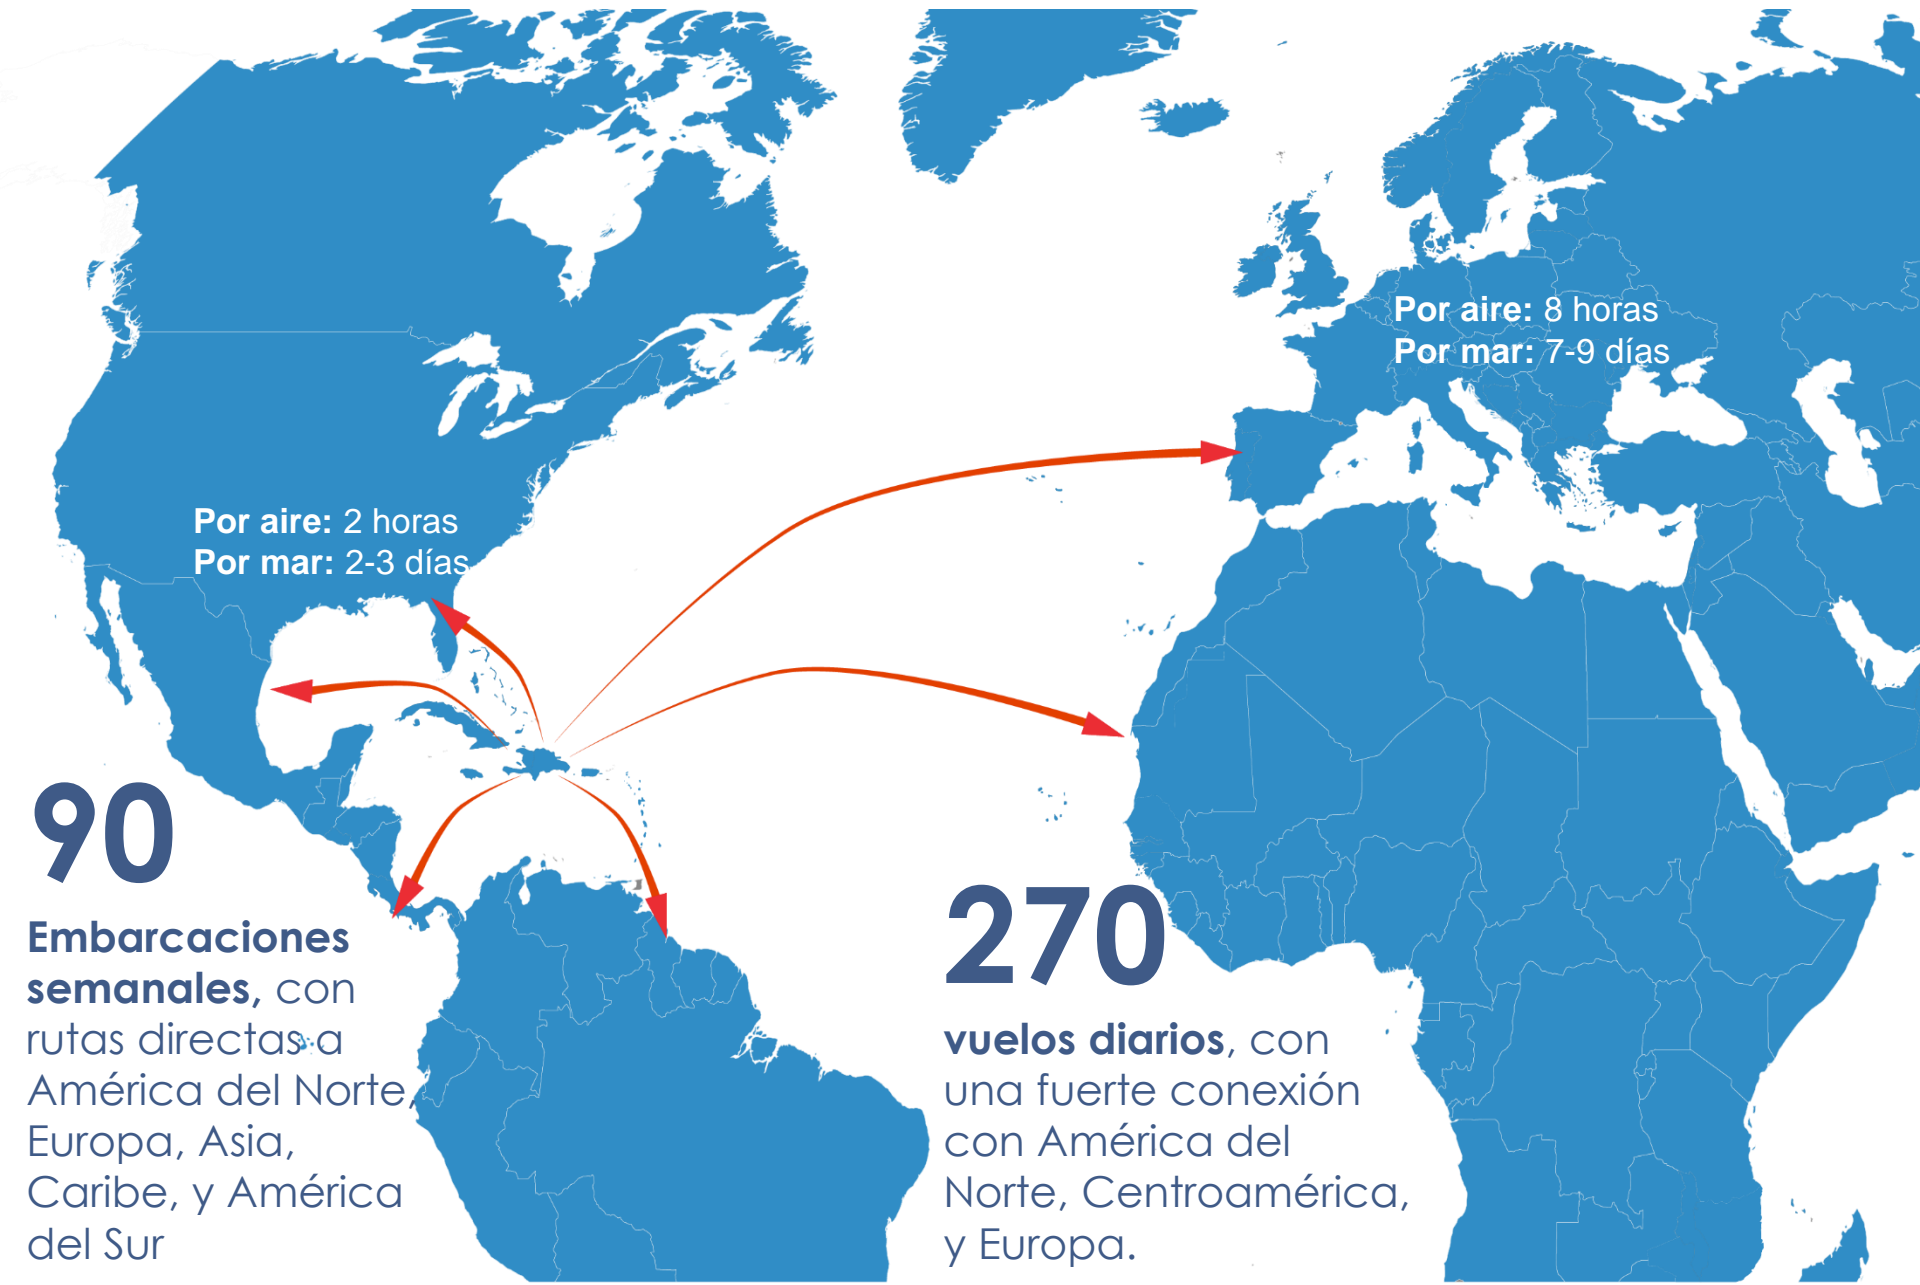 Por aire: 8 horas
Por mar: 7-9 días
Por aire: 2 horas
Por mar: 2-3 días
90
Embarcaciones
semanales, con
rutas directas a
América del Norte,
Europa, Asia,
Caribe, y América
del Sur
270
vuelos diarios, con
una fuerte conexión
con América del
Norte, Centroamérica,
y Europa.